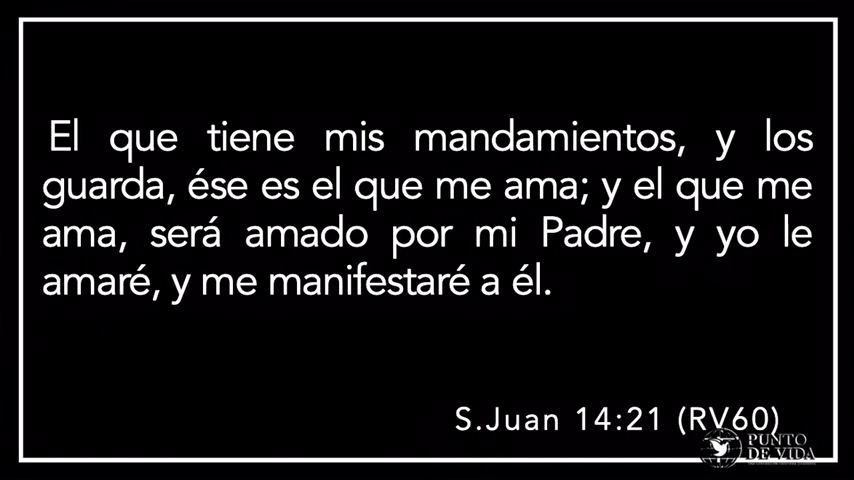 El que tiene mis mandamientos, y los
guarda, ése es el que me ama; y el que me
ama, será amado por mi Padre, y yo le
amaré, y me manifestaré a él.
S.Juan 14:21 (RV60)
PUNTO
DE VIDA